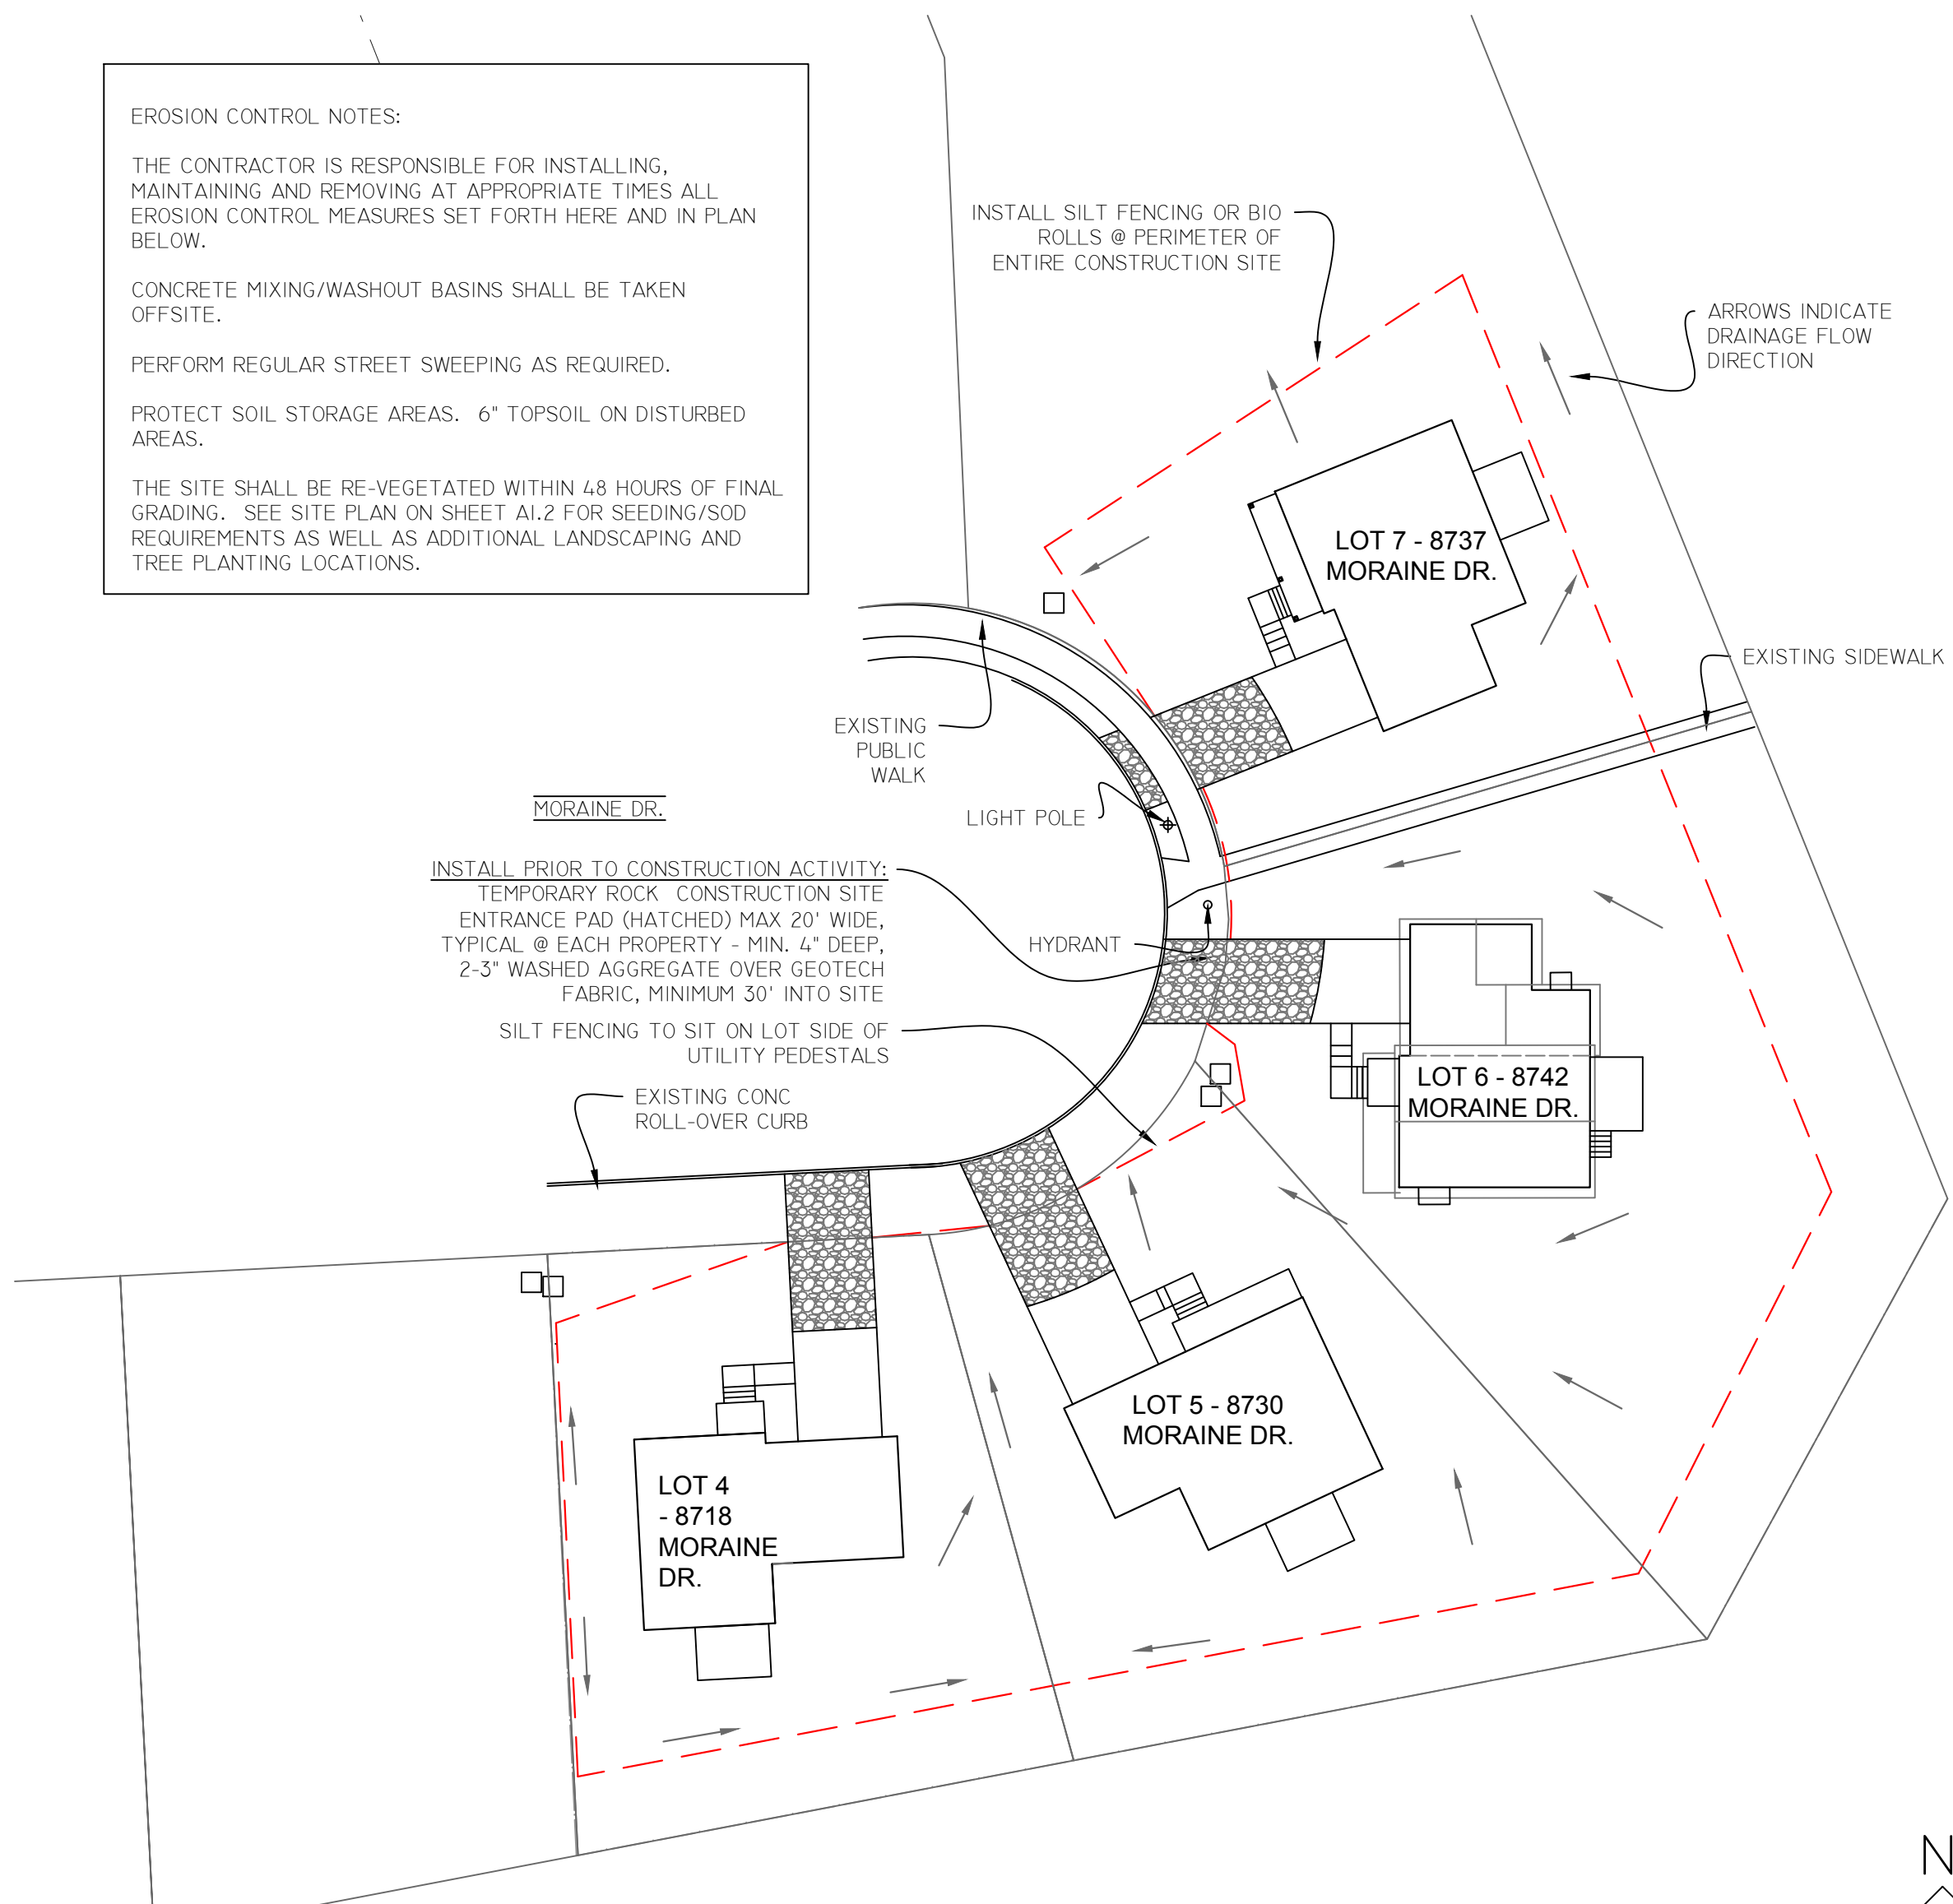 EROSION CONTROL NOTES:
THE CONTRACTOR IS RESPONSIBLE FOR INSTALLING,
MAINTAINING AND REMOVING AT APPROPRIATE TIMES ALL
EROSION CONTROL MEASURES SET FORTH HERE AND IN PLAN
BELOW.
CONCRETE MIXING/WASHOUT BASINS SHALL BE TAKEN
OFFSITE.
PERFORM REGULAR STREET SWEEPING AS REQUIRED.
PROTECT SOIL STORAGE AREAS. 6" TOPSOIL ON DISTURBED
AREAS.
THE SITE SHALL BE RE-VEGETATED WITHIN 48 HOURS OF FINAL
GRADING. SEE SITE PLAN ON SHEET A1.2 FOR SEEDING/SOD
REQUIREMENTS AS WELL AS ADDITIONAL LANDSCAPING AND
TREE PLANTING LOCATIONS.
INSTALL SILT FENCING OR BIO
ROLLS @ PERIMETER OF
ENTIRE CONSTRUCTION SITE
ARROWS INDICATE
DRAINAGE FLOW
DIRECTION
LOT 7 - 8737
MORAINE DR.
EXISTING SIDEWALK
EXISTING
PUBLIC
WALK
MORAINE DR.
LIGHT POLE
INSTALL PRIOR TO CONSTRUCTION ACTIVITY:
TEMPORARY ROCK CONSTRUCTION SITE
ENTRANCE PAD (HATCHED) MAX 20' WIDE,
TYPICAL @ EACH PROPERTY - MIN. 4" DEEP,
2-3" WASHED AGGREGATE OVER GEOTECH
FABRIC, MINIMUM 30' INTO SITE
HYDRANT
SILT FENCING TO SIT ON LOT SIDE OF
UTILITY PEDESTALS
EXISTING CONC
ROLL-OVER CURB
LOT 6 - 8742
MORAINE DR.
LOT 5 - 8730
MORAINE DR.
LOT 4
- 8718
MORAINE
DR.
N